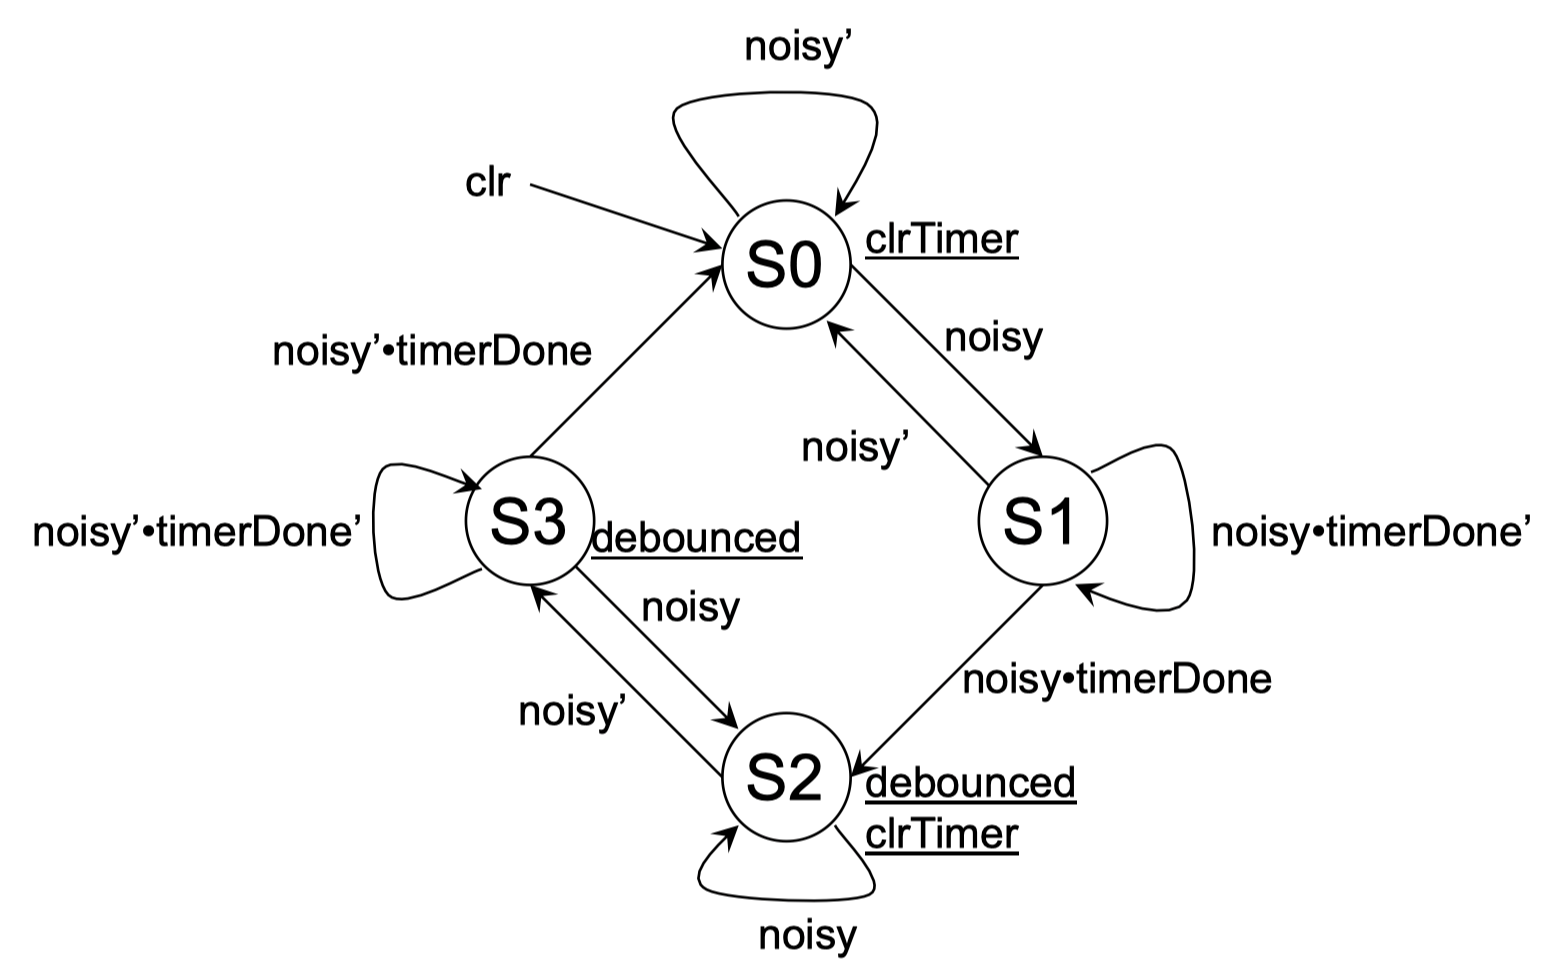 noisy’
clr
S0
clrTimer
noisy
noisy’•timerDone
noisy’
S3
debounced
S1
noisy’•timerDone’
noisy•timerDone’
noisy
noisy•timerDone
noisy’
S2
debounced
clrTimer
noisy